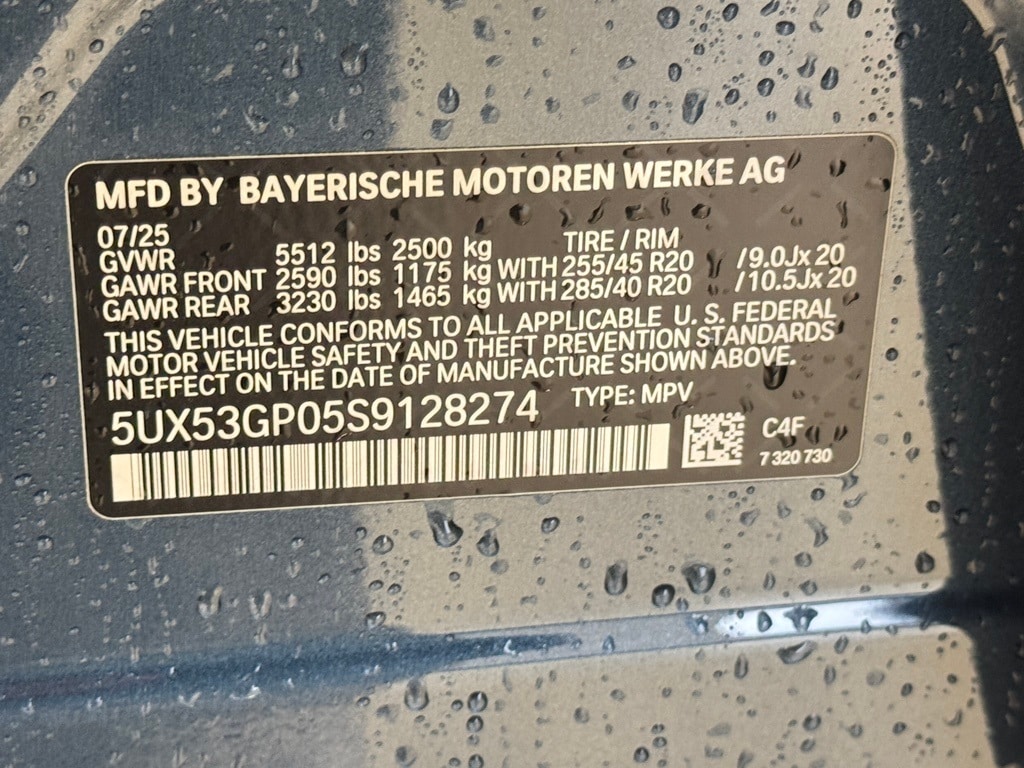 MFD BY BAYERISCHE MOTOREN WERKE AG
07/25 TIRE / RIM
GVWR 5512 lbs 2500 kg
GAWR FRONT 2590 lbs 1175 kg WITH 255/45 R20 /9.0Jx 20
GAWR REAR 3230 lbs 1465 kg WITH 285/40 R20 /10.5Jx 20
THIS VEHICLE CONFORMS TO ALL APPLICABLE U. S. FEDERAL
MOTOR VEHICLE SAFETY AND THEFT PREVENTION STANDARDS
IN EFFECT ON THE DATE OF MANUFACTURE SHOWN ABOVE.
5UX53GP05S9128274 TYPE: MPV
C4F
7 320 730